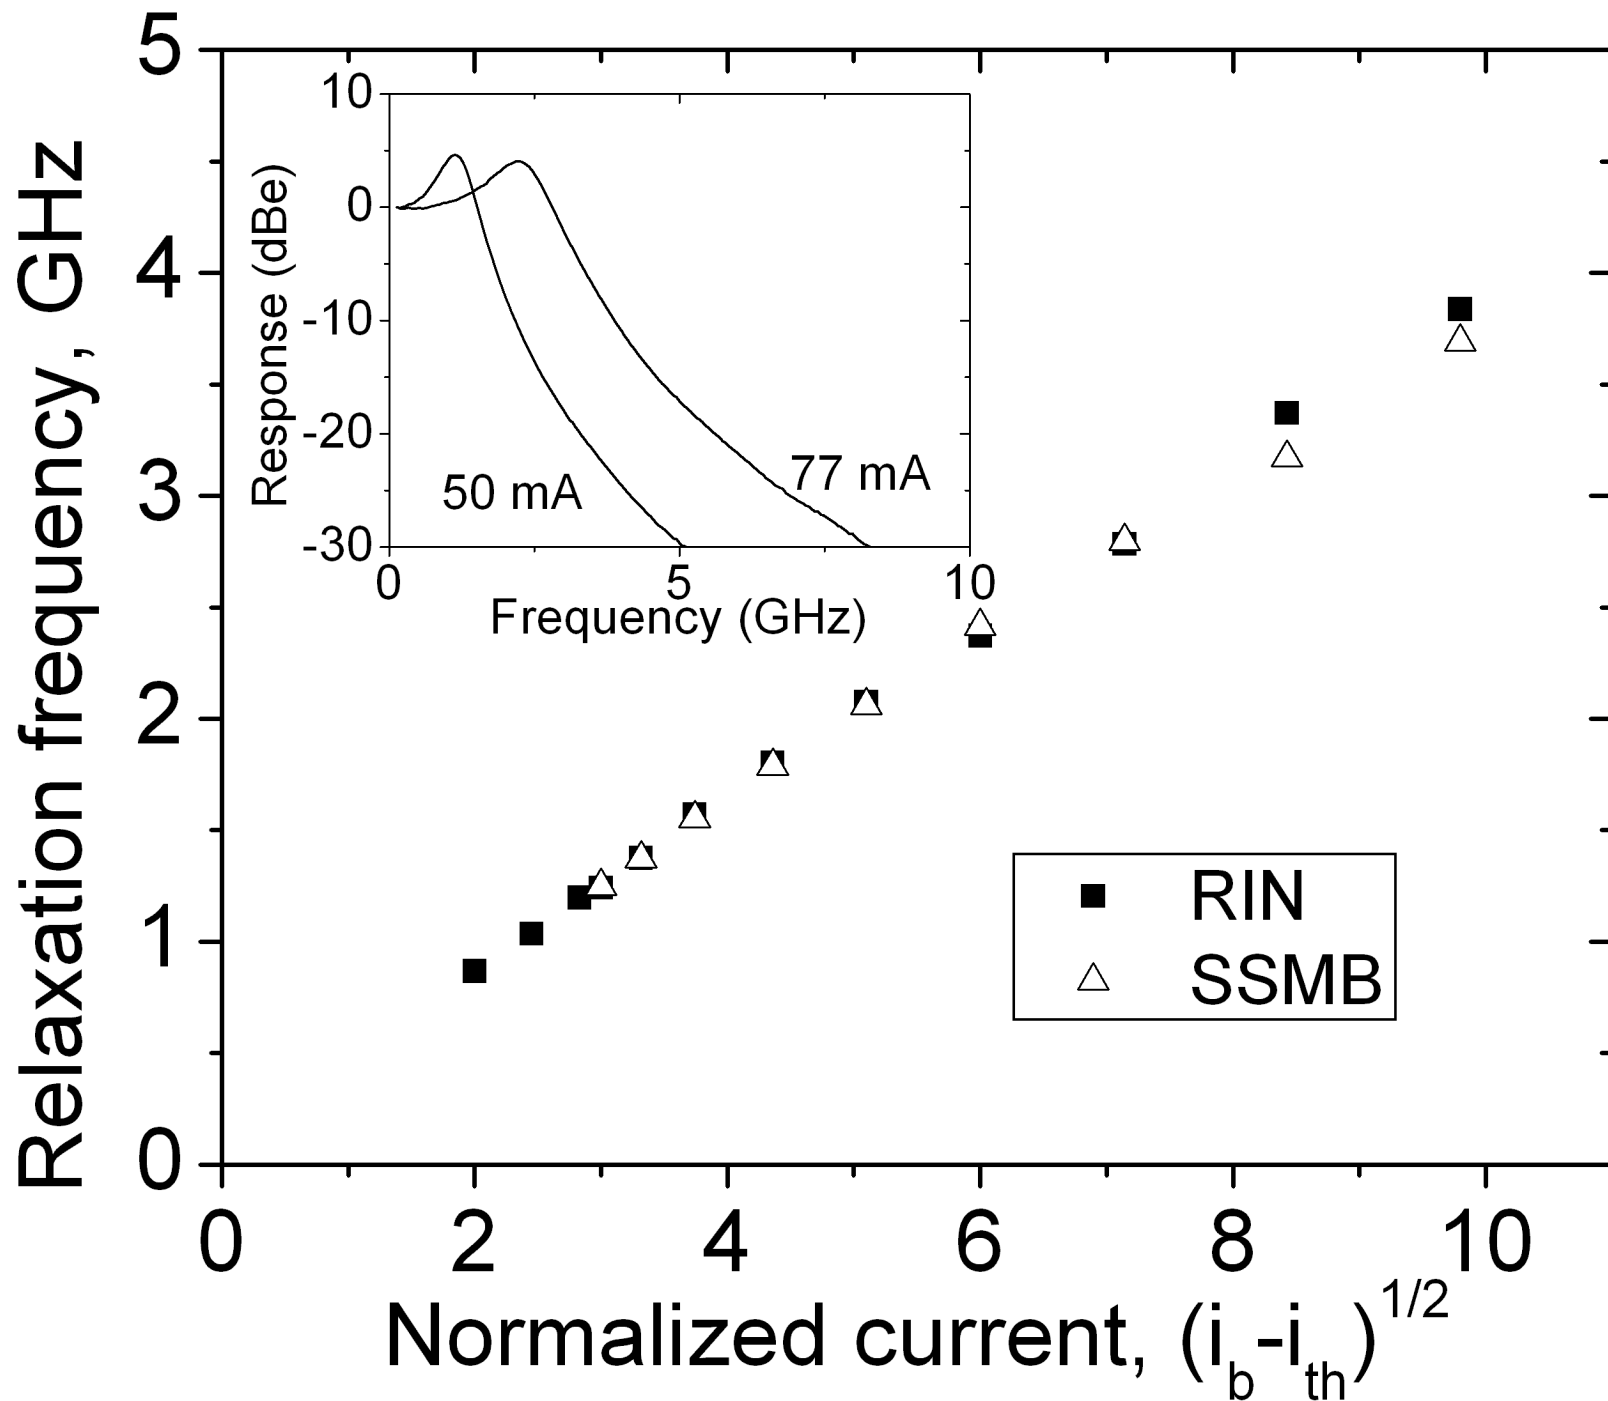 5
4
3
2
1
0
Relaxation frequency, GHz
10
0
-10
-20
-30
Response (dBe)
50 mA
77 mA
0 5 10
Frequency (GHz)
RIN
SSMB
0 2 4 6 8 10
Normalized current, (i_b-i_th)^1/2